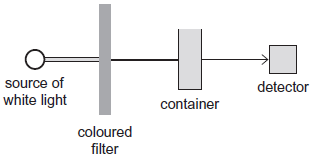 source of
white light
coloured
filter
container
detector